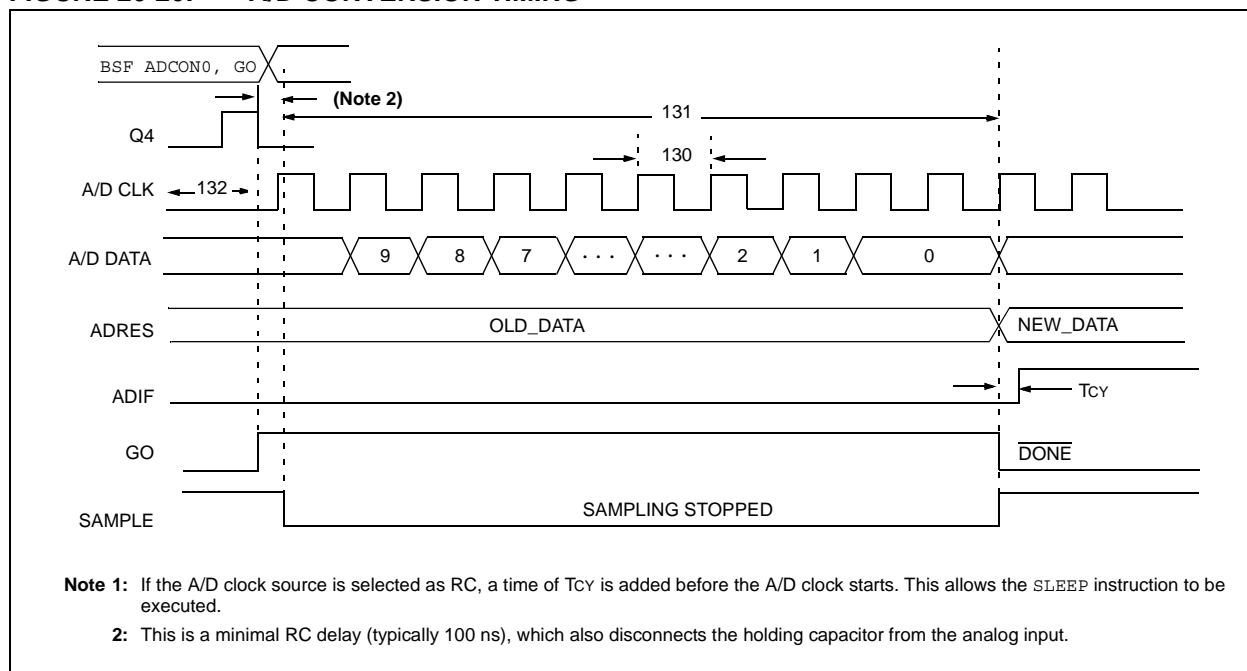 BSF ADCON0, GO
(Note 2)
131
Q4
130
A/D CLK
132
A/D DATA
9 8 7 · · · · · · 2 1 0
ADRES
OLD_DATA
NEW_DATA
ADIF
TCY
GO
DONE
SAMPLE
SAMPLING STOPPED
Note 1: If the A/D clock source is selected as RC, a time of TCY is added before the A/D clock starts. This allows the SLEEP instruction to be
executed.
2: This is a minimal RC delay (typically 100 ns), which also disconnects the holding capacitor from the analog input.